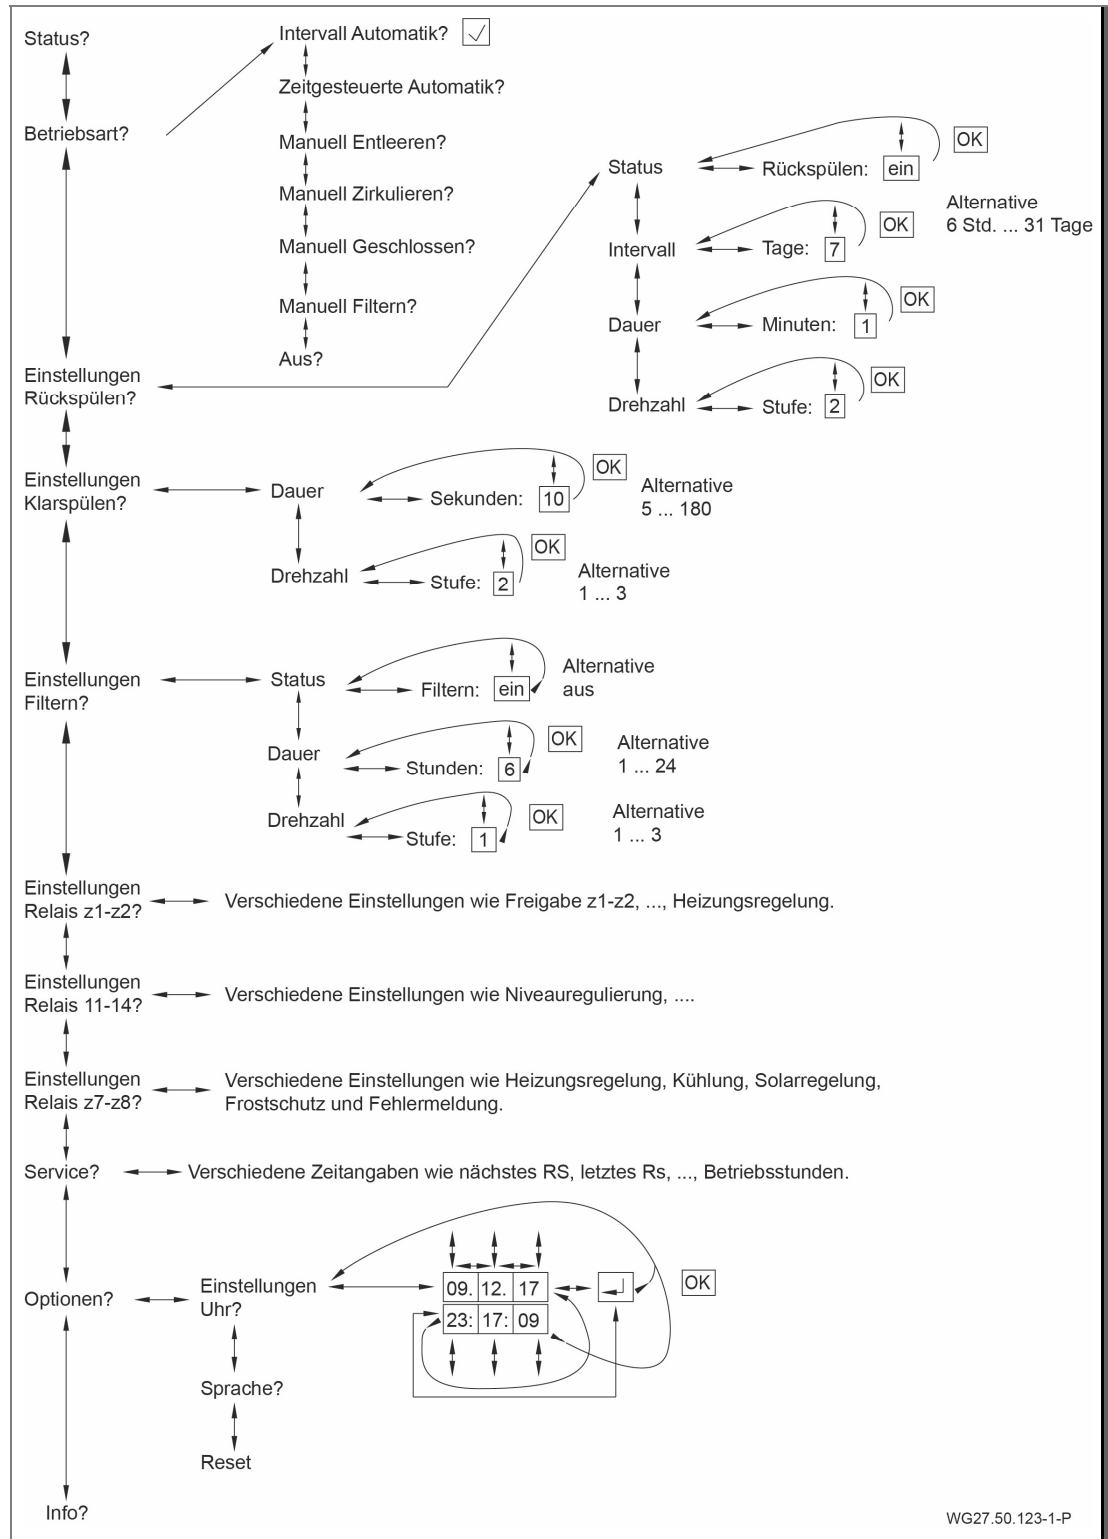 Status?
Betriebsart?
Intervall Automatik? ✓
Zeitgesteuerte Automatik?
Manuell Entleeren?
Manuell Zirkulieren?
Manuell Geschlossen?
Manuell Filtern?
Aus?
Einstellungen
Rückspülen?
Status
Rückspülen: ein
OK
Intervall
Tage: 7
OK
Alternative
6 Std. ... 31 Tage
Dauer
Minuten: 1
OK
Drehzahl
Stufe: 2
OK
Einstellungen
Klarspülen?
Dauer
Sekunden: 10
OK
Alternative
5 ... 180
Drehzahl
Stufe: 2
OK
Alternative
1 ... 3
Einstellungen
Filtern?
Status
Filtern: ein
Alternative
aus
Dauer
Stunden: 6
OK
Alternative
1 ... 24
Drehzahl
Stufe: 1
OK
Alternative
1 ... 3
Einstellungen
Relais z1-z2?
Verschiedene Einstellungen wie Freigabe z1-z2, ..., Heizungsregelung.
Einstellungen
Relais 11-14?
Verschiedene Einstellungen wie Niveauregulierung, ....
Einstellungen
Relais z7-z8?
Verschiedene Einstellungen wie Heizungsregelung, Kühlung, Solarregelung,
Frostschutz und Fehlermeldung.
Service?
Verschiedene Zeitangaben wie nächstes RS, letztes Rs, ..., Betriebsstunden.
Optionen?
Einstellungen
Uhr?
09. 12. 17
23: 17: 09
OK
Sprache?
Reset
Info?
WG27.50.123-1-P